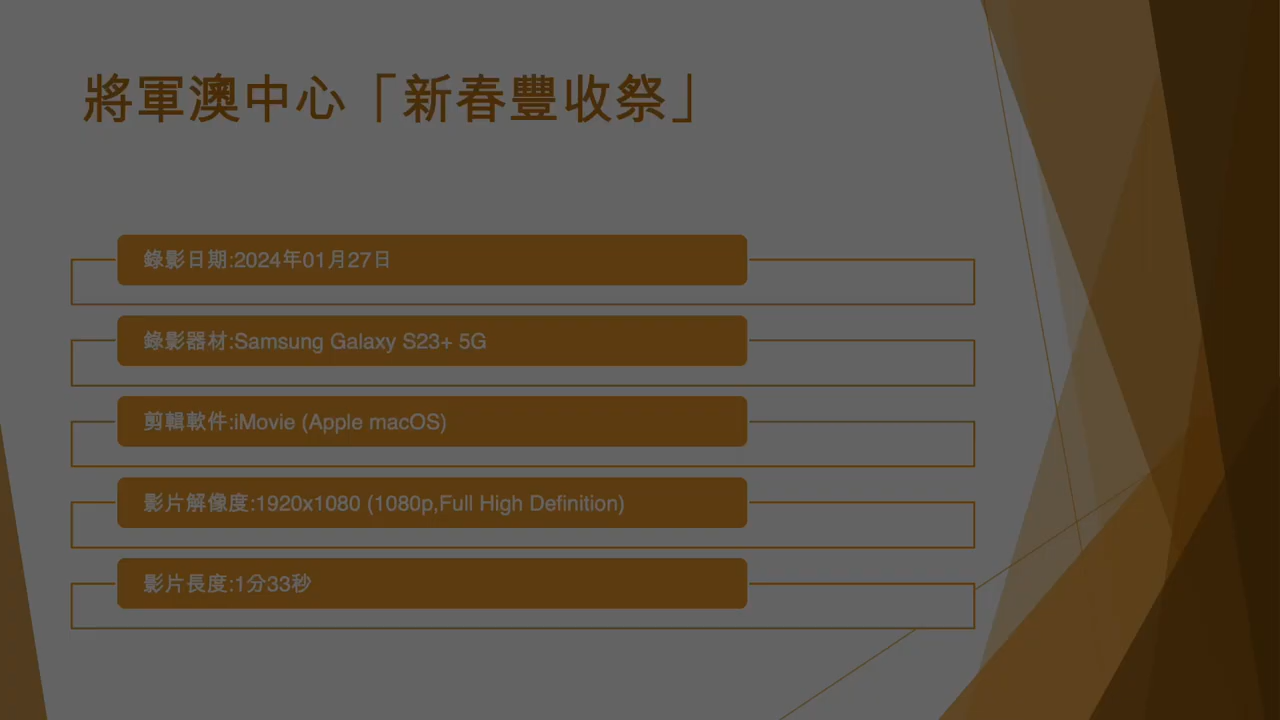 將軍澳中心「新春豐收祭」
錄影日期:2024年01月27日
錄影器材:Samsung Galaxy S23+ 5G
剪輯軟件:iMovie (Apple macOS)
影片解像度:1920x1080 (1080p,Full High Definition)
影片長度:1分33秒